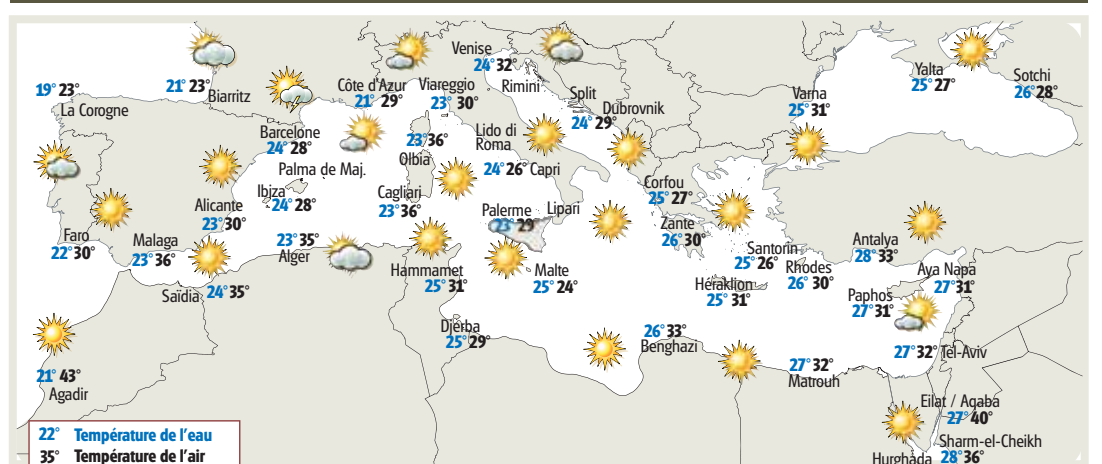 Venise
24° 32°
Rimini
19° 23°
La Corogne
21° 23°
Biarritz
Côte d'Azur
21° 29°
Viareggio
23° 30°
Split
24° 29°
Dubrovnik
Varna
25° 31°
Yalta
25° 27°
Sotchi
26° 28°
Barcelone
24° 28°
Palma de Maj.
23° 36°
Olbia
Lido di
Roma
24° 26° Capri
Ibiza
24° 28°
Cagliari
23° 36°
Alicante
23° 30°
Palerme
23° 29
Lipari
Corfou
25° 27°
Zante
26° 30°
Faro
22° 30°
Malaga
23° 36°
23° 35°
Alger
Saïdia
24° 35°
Hammamet
25° 31°
Malte
25° 24°
Santorin
25° 26°
Héraklion
25° 31°
Rhodes
26° 30°
Antalya
28° 33°
Aya Napa
27° 31°
Paphos
27° 31°
Djerba
25° 29°
26° 33°
Benghazi
27° 32°
Matrouh
27° 32° Tel-Aviv
21° 43°
Agadir
Eilat / Aqaba
27° 40°
Sharm-el-Cheikh
28° 36°
Hurghada
22° Température de l'eau
35° Température de l'air